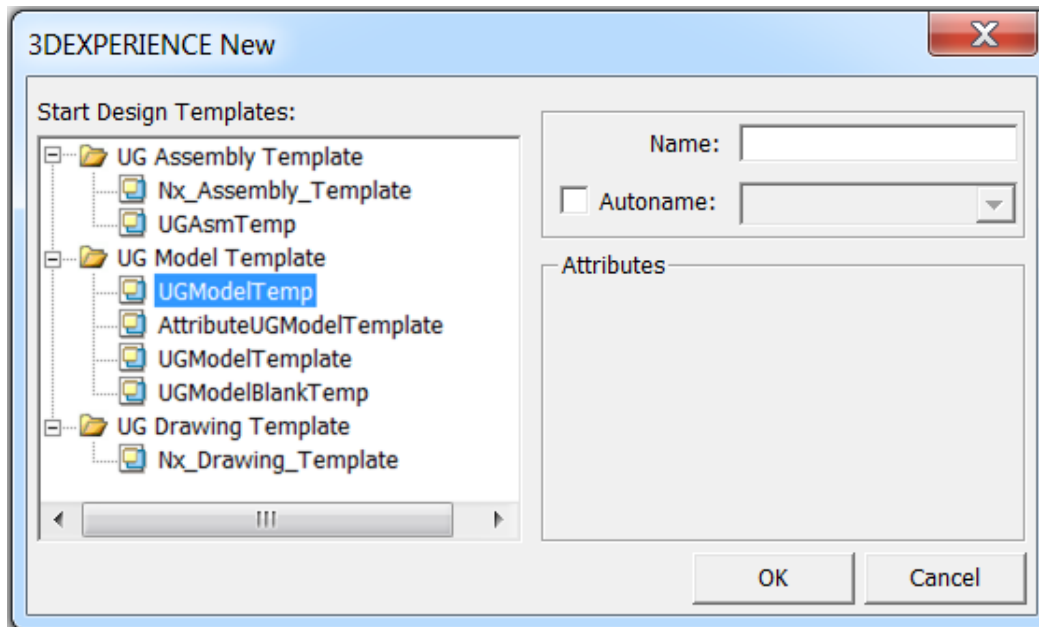 3DEXPERIENCE New
Start Design Templates:
UG Assembly Template
Nx_Assembly_Template
UGAsmTemp
UG Model Template
UGModelTemp
AttributeUGModelTemplate
UGModelTemplate
UGModelBlankTemp
UG Drawing Template
Nx_Drawing_Template
Name:
Autoname:
Attributes
OK
Cancel